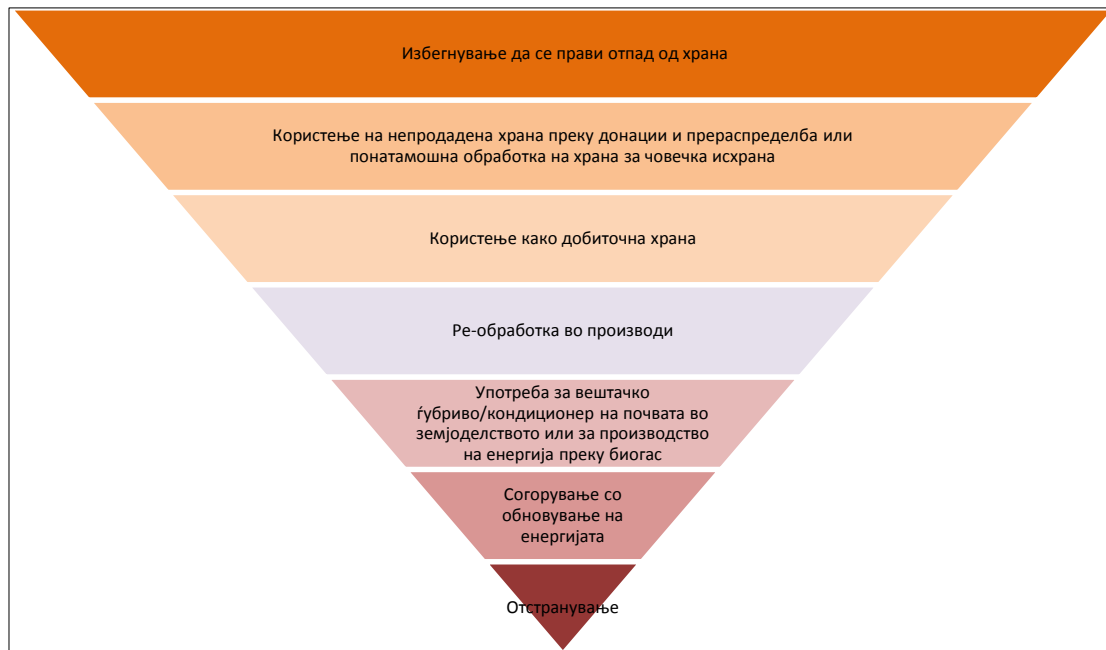 Избегнување да се прави отпад од храна
Користење на непродадена храна преку донации и прераспределба или
понатамошна обработка на храна за човечка исхрана
Користење како добиточна храна
Ре-обработка во производи
Употреба за вештачко
ѓубриво/кондиционер на почвата во
земјоделството или за производство
на енергија преку биогас
Согорување со
обновување на
енергијата
Отстранување